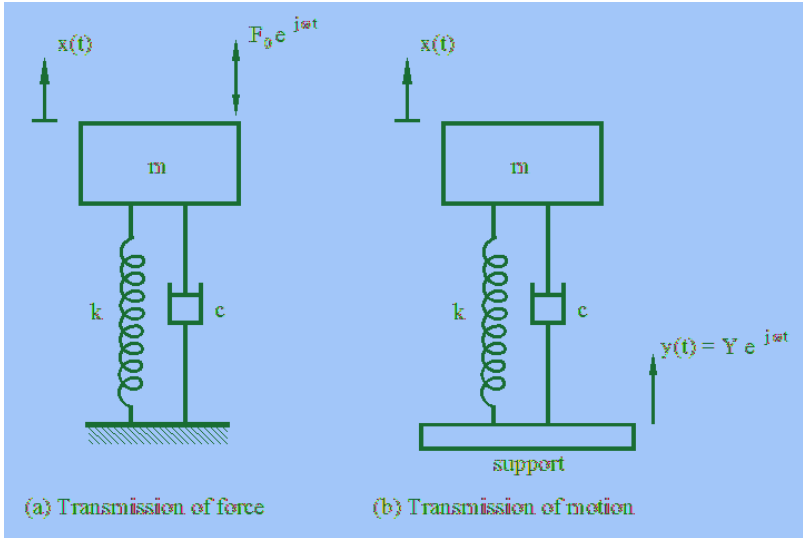 x(t)
F₀ e ʲωᵗ
m
k
c
(a) Transmission of force
x(t)
m
k
c
y(t) = Y e ʲωᵗ
support
(b) Transmission of motion